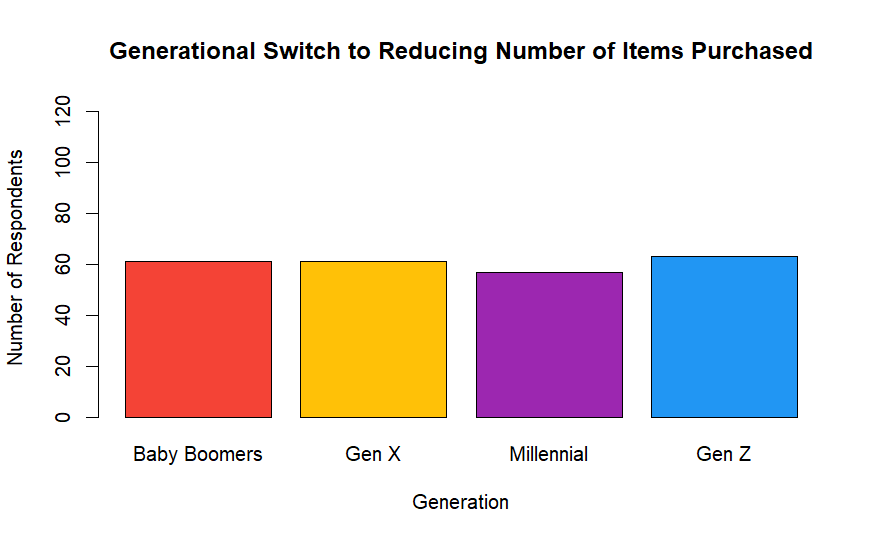 Generational Switch to Reducing Number of Items Purchased
Number of Respondents
120
100
80
60
40
20
0
Baby Boomers Gen X Millennial Gen Z
Generation